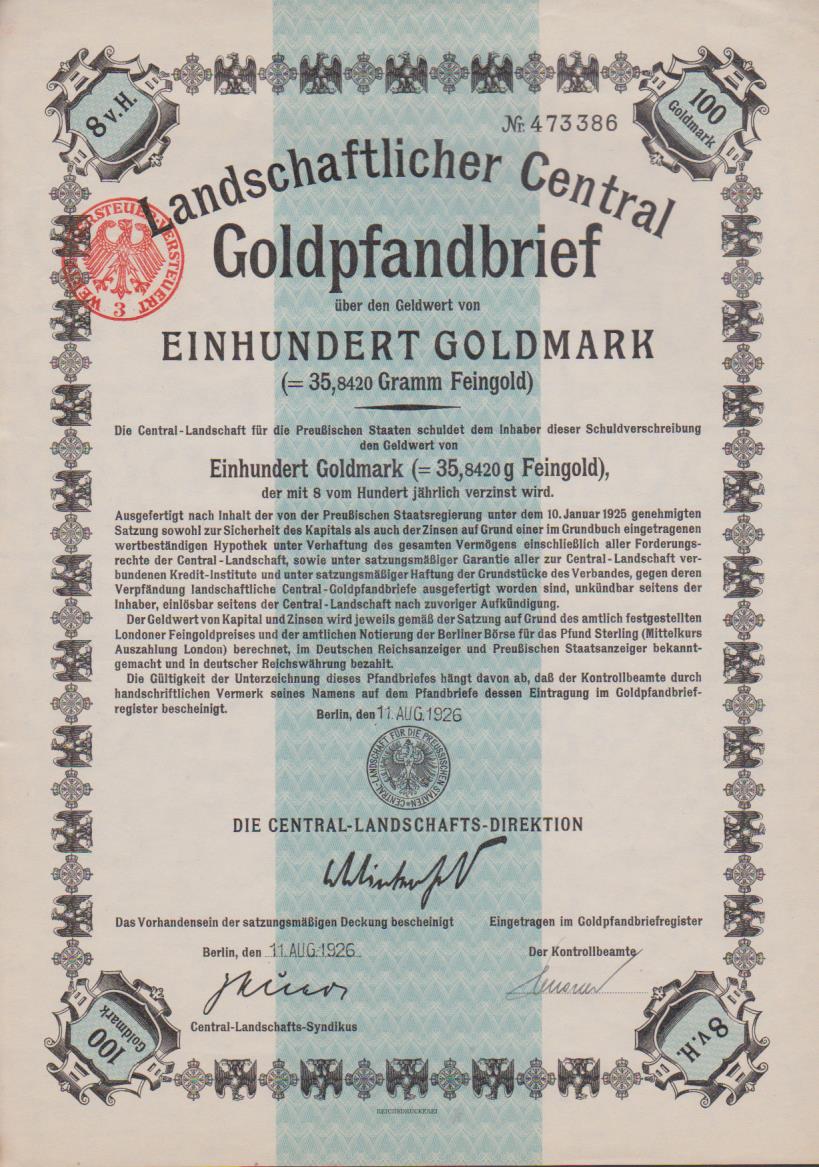 8 v. H.
100
Goldmark
Nr. 473386
Landschaftlicher Central
Goldpfandbrief
WERTPAPIERSTEUER VERSTEUERT
3
über den Geldwert von
EINHUNDERT GOLDMARK
(= 35,8420 Gramm Feingold)
Die Central-Landschaft für die Preußischen Staaten schuldet dem Inhaber dieser Schuldverschreibung
den Geldwert von
Einhundert Goldmark (= 35,8420 g Feingold),
der mit 8 vom Hundert jährlich verzinst wird.
Ausgefertigt nach Inhalt der von der Preußischen Staatsregierung unter dem 10. Januar 1925 genehmigten
Satzung sowohl zur Sicherheit des Kapitals als auch der Zinsen auf Grund einer im Grundbuch eingetragenen
wertbeständigen Hypothek unter Verhaftung des gesamten Vermögens einschließlich aller Forderungs-
rechte der Central-Landschaft, sowie unter satzungsmäßiger Garantie aller zur Central-Landschaft ver-
bundenen Kredit-Institute und unter satzungsmäßiger Haftung der Grundstücke des Verbandes, gegen deren
Verpfändung landschaftliche Central-Goldpfandbriefe ausgefertigt worden sind, unkündbar seitens der
Inhaber, einlösbar seitens der Central-Landschaft nach zuvoriger Aufkündigung.
Der Geldwert von Kapital und Zinsen wird jeweils gemäß der Satzung auf Grund des amtlich festgestellten
Londoner Feingoldpreises und der amtlichen Notierung der Berliner Börse für das Pfund Sterling (Mittelkurs
Auszahlung London) berechnet, im Deutschen Reichsanzeiger und Preußischen Staatsanzeiger bekannt-
gemacht und in deutscher Reichswährung bezahlt.
Die Gültigkeit der Unterzeichnung dieses Pfandbriefes hängt davon ab, daß der Kontrollbeamte durch
handschriftlichen Vermerk seines Namens auf dem Pfandbriefe dessen Eintragung im Goldpfandbrief-
register bescheinigt.
Berlin, den 11. AUG. 1926
CENTRAL-LANDSCHAFT FÜR DIE PREUSSISCHEN STATEN
DIE CENTRAL-LANDSCHAFTS-DIREKTION
Das Vorhandensein der satzungsmäßigen Deckung bescheinigt
Eingetragen im Goldpfandbriefregister
Berlin, den 11. AUG. 1926
Der Kontrollbeamte
Central-Landschafts-Syndikus
100
Goldmark
8 v. H.
REICHSDRUCKEREI